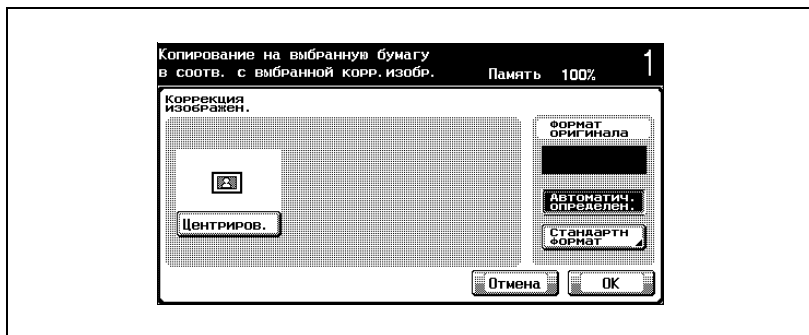 Копирование на выбранную бумагу
в соотв. с выбранной корр.изобр.
Память 100%
1
Коррекция
изображен.
Формат
оригинала
Автоматич.
определен.
Центриров.
Стандартн
формат
Отмена
OK